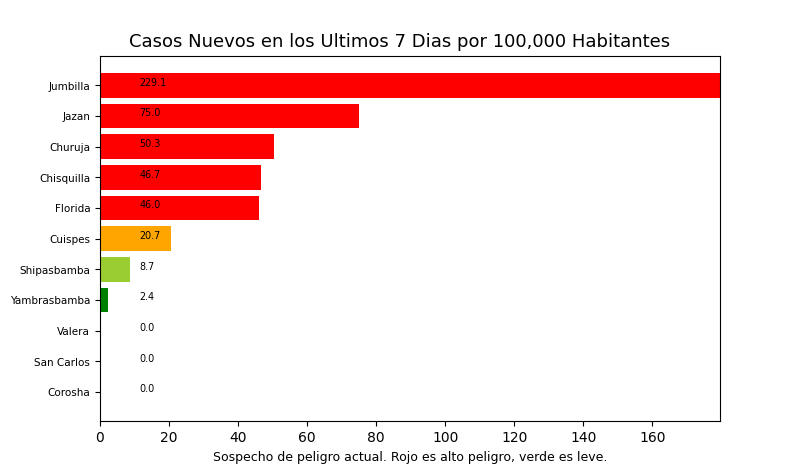 Casos Nuevos en los Ultimos 7 Dias por 100,000 Habitantes
Jumbilla 229.1
Jazan 75.0
Churuja 50.3
Chisquilla 46.7
Florida 46.0
Cuispes 20.7
Shipasbamba 8.7
Yambrasbamba 2.4
Valera 0.0
San Carlos 0.0
Corosha 0.0
0 20 40 60 80 100 120 140 160
Sospecho de peligro actual. Rojo es alto peligro, verde es leve.